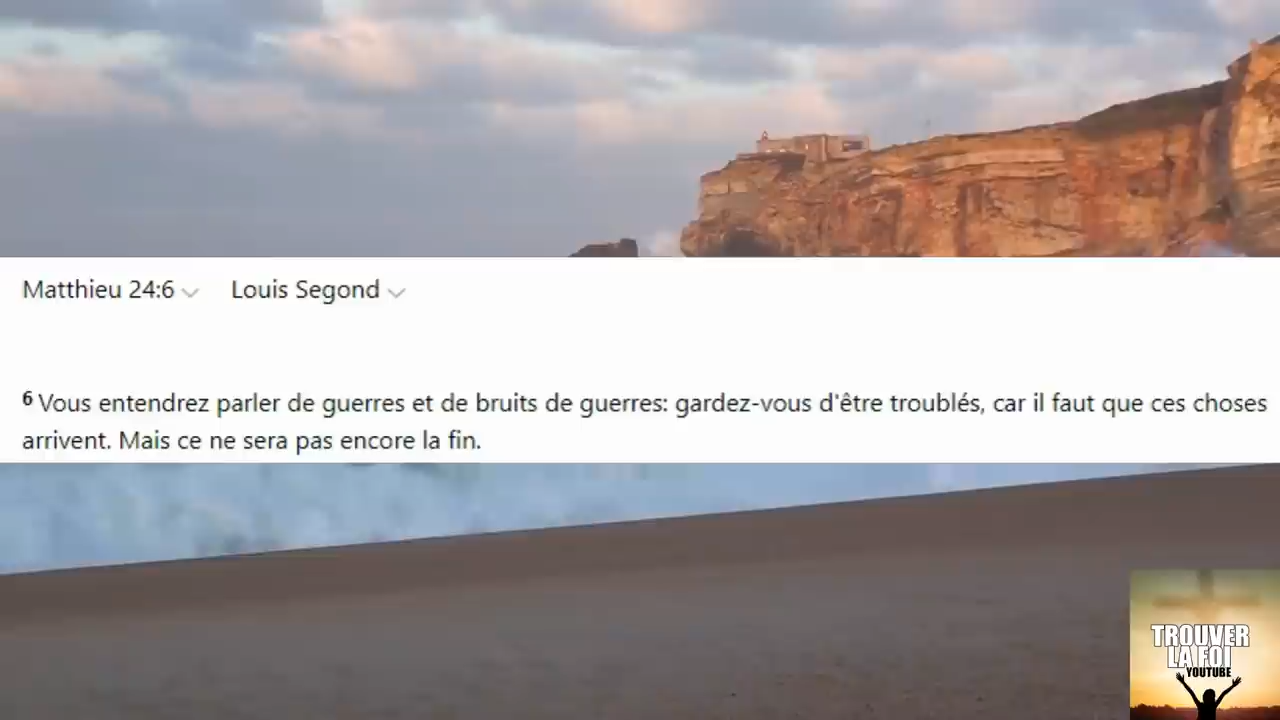 Matthieu 24:6 Louis Segond
6 Vous entendrez parler de guerres et de bruits de guerres: gardez-vous d'être troublés, car il faut que ces choses
arrivent. Mais ce ne sera pas encore la fin.
TROUVER
LA FOI
YOUTUBE